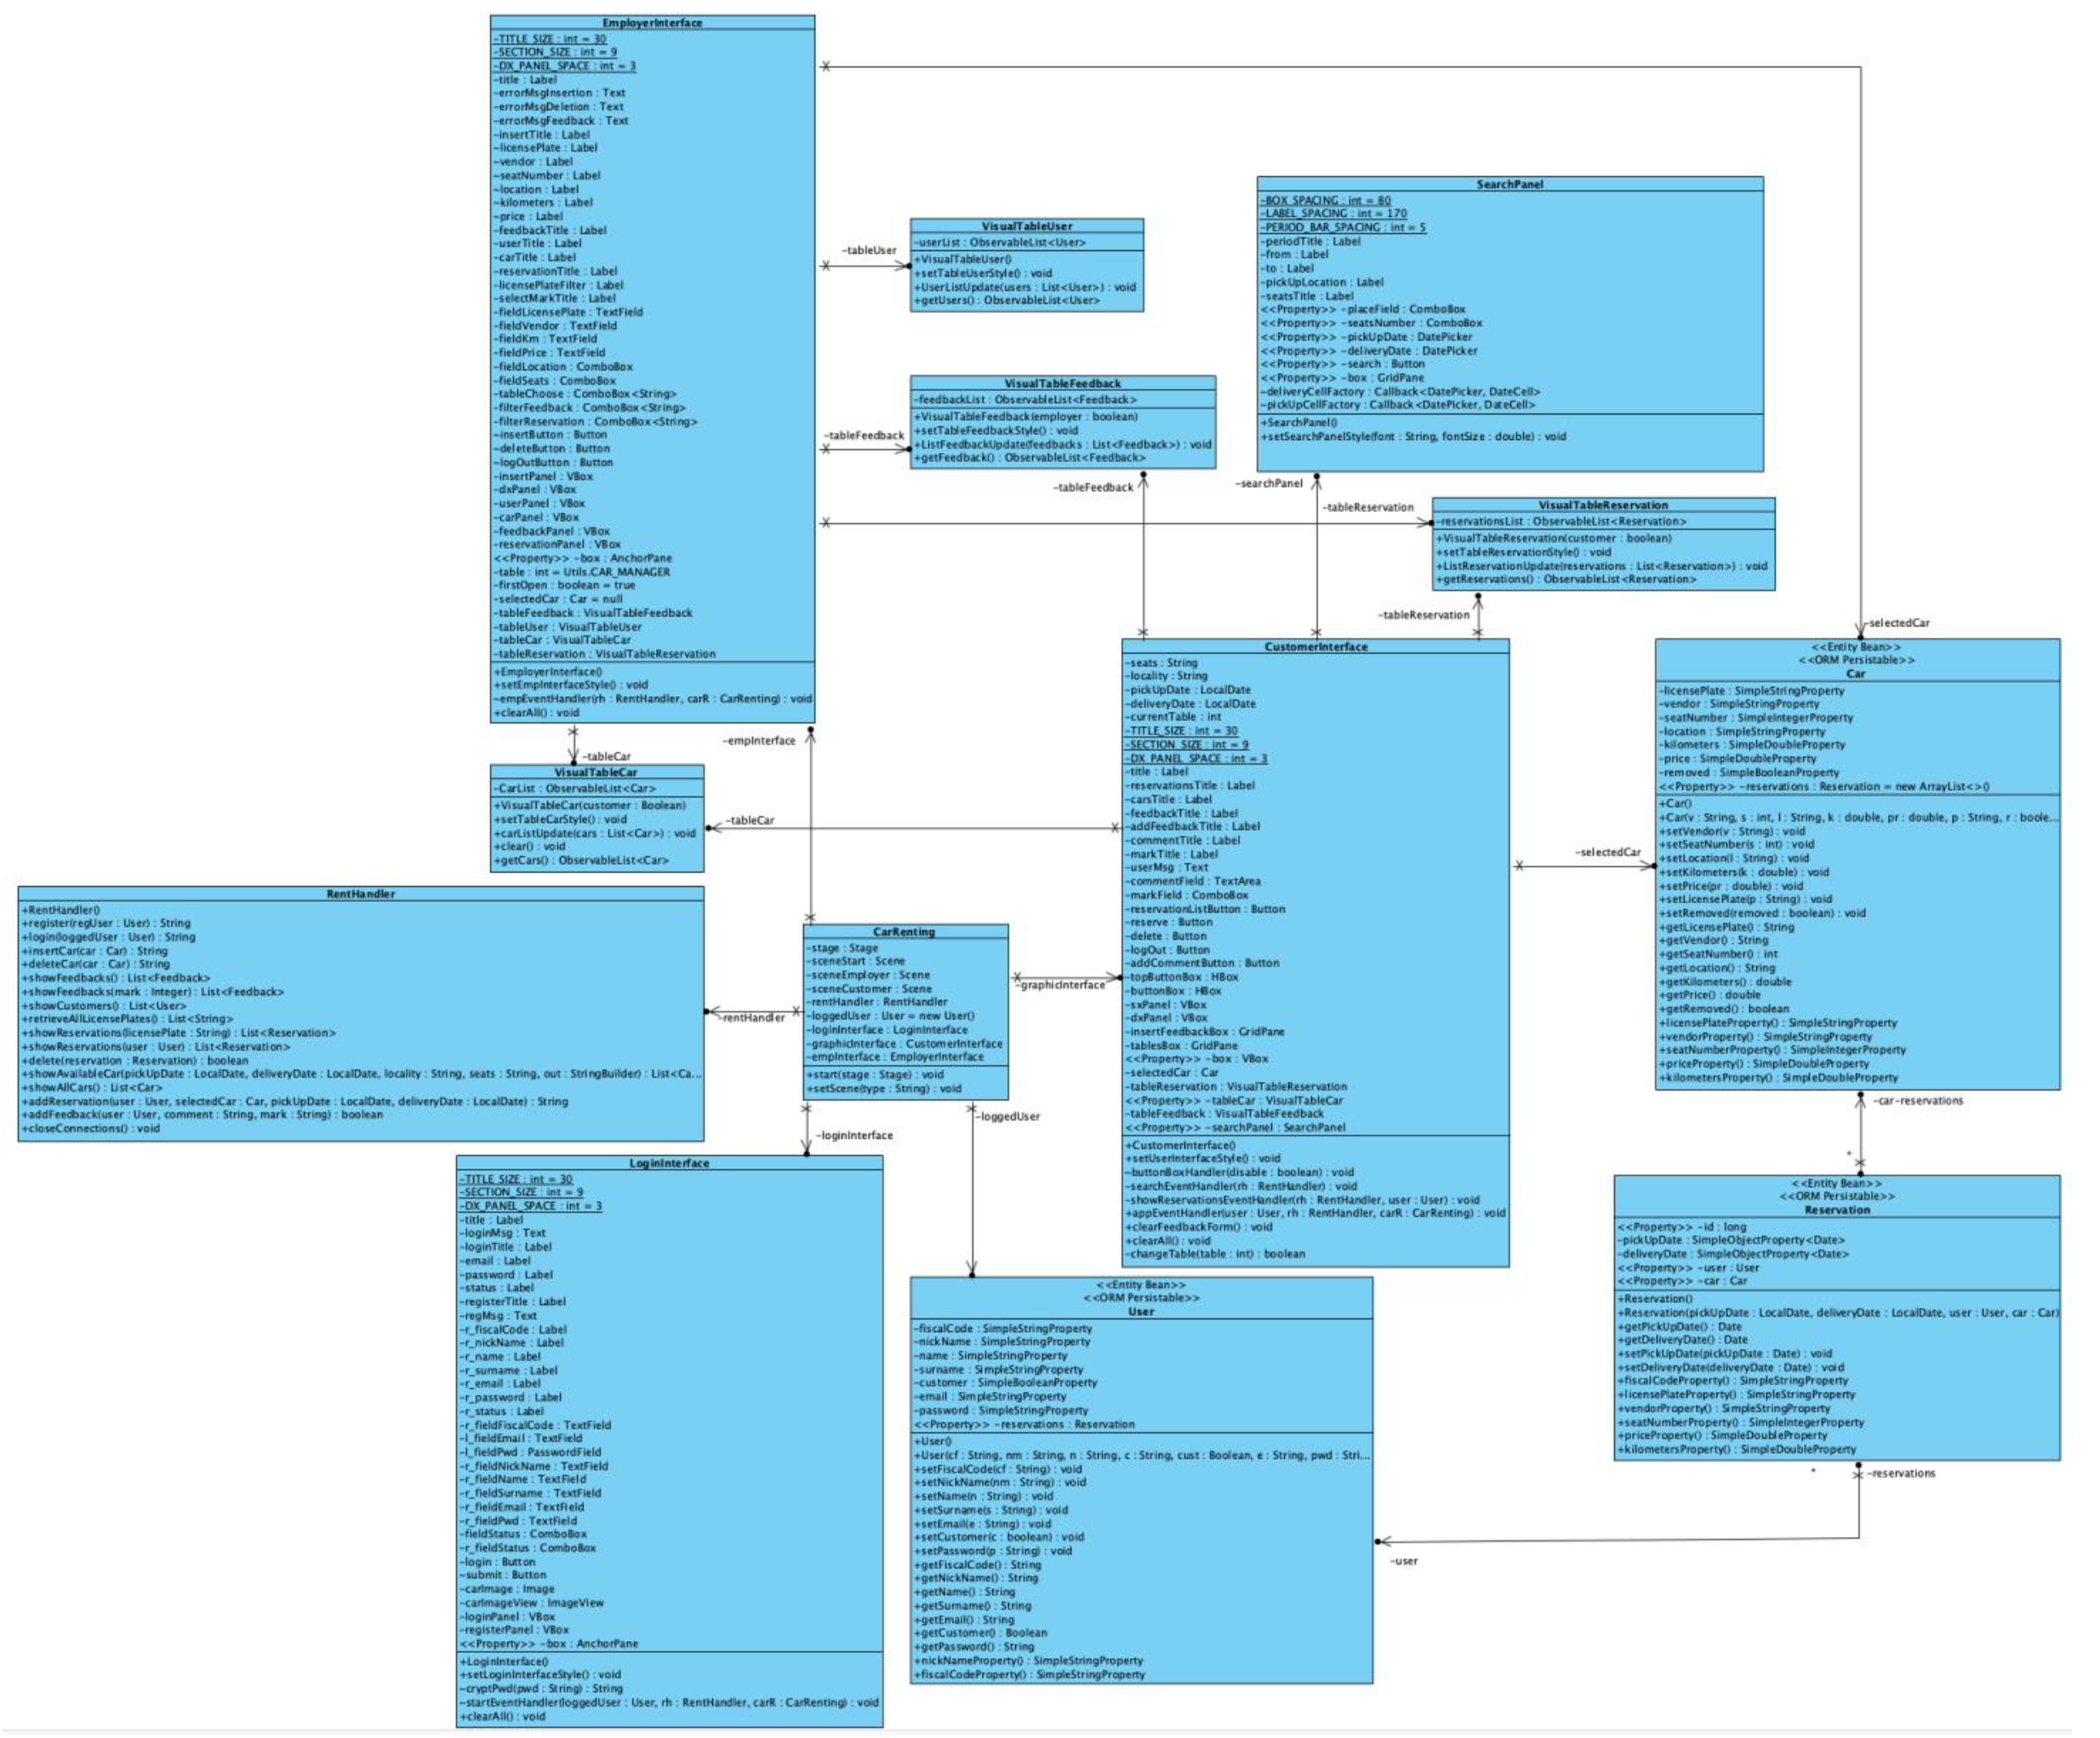 EmployerInterface
-TITLE_SIZE : int = 30
-SECTION_SIZE : int = 9
-DX_PANEL_SPACE : int = 3
-title : Label
-errorMsgInsertion : Text
-errorMsgDeletion : Text
-errorMsgFeedback : Text
-insertTitle : Label
~licensePlate : Label
~vendor : Label
~seatNumber : Label
~location : Label
~kilometers : Label
~price : Label
-feedbackTitle : Label
-userTitle : Label
-carTitle : Label
-reservationTitle : Label
-licensePlateFilter : Label
-selectMarkTitle : Label
-fieldLicensePlate : TextField
-fieldVendor : TextField
-fieldKm : TextField
-fieldPrice : TextField
-fieldLocation : ComboBox
-fieldSeats : ComboBox
-tableChoose : ComboBox<String>
-filterFeedback : ComboBox<String>
-filterReservation : ComboBox<String>
~insertButton : Button
~deleteButton : Button
~logOutButton : Button
-insertPanel : VBox
-dxPanel : VBox
-userPanel : VBox
-carPanel : VBox
-feedbackPanel : VBox
-reservationPanel : VBox
<<Property>> -box : AnchorPane
-table : int = Utils.CAR_MANAGER
-firstOpen : boolean = true
-selectedCar : Car = null
-tableFeedback : VisualTableFeedback
-tableUser : VisualTableUser
-tableCar : VisualTableCar
-tableReservation : VisualTableReservation
+EmployerInterface()
+setEmpInterfaceStyle() : void
~empEventHandler(rh : RentHandler, carR : CarRenting) : void
+clearAll() : void
-tableUser
VisualTableUser
-userList : ObservableList<User>
+VisualTableUser()
+setTableUserStyle() : void
+UserListUpdate(users : List<User>) : void
+getUsers() : ObservableList<User>
-tableFeedback
VisualTableFeedback
-feedbackList : ObservableList<Feedback>
+VisualTableFeedback(employer : boolean)
+setTableFeedbackStyle() : void
+ListFeedbackUpdate(feedbacks : List<Feedback>) : void
+getFeedback() : ObservableList<Feedback>
SearchPanel
-BOX_SPACING : int = 80
-LABEL_SPACING : int = 170
-PERIOD_BAR_SPACING : int = 5
-periodTitle : Label
-from : Label
-to : Label
-pickUpLocation : Label
-seatsTitle : Label
<<Property>> -placeField : ComboBox
<<Property>> -seatsNumber : ComboBox
<<Property>> -pickUpDate : DatePicker
<<Property>> -deliveryDate : DatePicker
<<Property>> -search : Button
<<Property>> -box : GridPane
-deliveryCellFactory : Callback<DatePicker, DateCell>
-pickUpCellFactory : Callback<DatePicker, DateCell>
+SearchPanel()
+setSearchPanelStyle(font : String, fontSize : double) : void
-tableFeedback
-searchPanel
-tableReservation
VisualTableReservation
-reservationsList : ObservableList<Reservation>
+VisualTableReservation(customer : boolean)
+setTableReservationStyle() : void
+ListReservationUpdate(reservations : List<Reservation>) : void
+getReservations() : ObservableList<Reservation>
-tableReservation
-selectedCar
-empInterface
-tableCar
VisualTableCar
-CarList : ObservableList<Car>
+VisualTableCar(customer : Boolean)
+setTableCarStyle() : void
+carListUpdate(cars : List<Car>) : void
+clear() : void
+getCars() : ObservableList<Car>
-tableCar
CustomerInterface
-seats : String
-locality : String
-pickUpDate : LocalDate
-deliveryDate : LocalDate
-currentTable : int
-TITLE_SIZE : int = 30
-SECTION_SIZE : int = 9
-DX_PANEL_SPACE : int = 3
-title : Label
-reservationsTitle : Label
-carsTitle : Label
-feedbackTitle : Label
-addFeedbackTitle : Label
-commentTitle : Label
-markTitle : Label
-userMsg : Text
-commentField : TextArea
-markField : ComboBox
-reservationListButton : Button
-reserve : Button
-delete : Button
-logOut : Button
-addCommentButton : Button
-topButtonBox : HBox
-buttonBox : HBox
-sxPanel : VBox
-dxPanel : VBox
-insertFeedbackBox : GridPane
-tablesBox : GridPane
<<Property>> -box : VBox
-selectedCar : Car
-tableReservation : VisualTableReservation
<<Property>> -tableCar : VisualTableCar
-tableFeedback : VisualTableFeedback
<<Property>> -searchPanel : SearchPanel
+CustomerInterface()
+setUserInterfaceStyle() : void
~buttonBoxHandler(disable : boolean) : void
-searchEventHandler(rh : RentHandler) : void
-showReservationsEventHandler(rh : RentHandler, user : User) : void
+appEventHandler(user : User, rh : RentHandler, carR : CarRenting) : void
-clearFeedbackForm() : void
+clearAll() : void
-changeTable(table : int) : boolean
-selectedCar
<<Entity Bean>>
<<ORM Persistable>>
Car
-licensePlate : SimpleStringProperty
-vendor : SimpleStringProperty
-seatNumber : SimpleIntegerProperty
-location : SimpleStringProperty
-kilometers : SimpleDoubleProperty
-price : SimpleDoubleProperty
-removed : SimpleBooleanProperty
<<Property>> -reservations : Reservation = new ArrayList<>()
+Car()
+Car(v : String, s : int, l : String, k : double, pr : double, p : String, r : boole...
+setVendor(v : String) : void
+setSeatNumber(s : int) : void
+setLocation(l : String) : void
+setKilometers(k : double) : void
+setPrice(pr : double) : void
+setLicensePlate(p : String) : void
+setRemoved(removed : boolean) : void
+getLicensePlate() : String
+getVendor() : String
+getSeatNumber() : int
+getLocation() : String
+getKilometers() : double
+getPrice() : double
+getRemoved() : boolean
+licensePlateProperty() : SimpleStringProperty
+vendorProperty() : SimpleStringProperty
+seatNumberProperty() : SimpleIntegerProperty
+priceProperty() : SimpleDoubleProperty
+kilometersProperty() : SimpleDoubleProperty
RentHandler
+RentHandler()
+register(regUser : User) : String
+login(loggedUser : User) : String
+insertCar(car : Car) : String
+deleteCar(car : Car) : String
+showFeedbacks() : List<Feedback>
+showFeedbacks(mark : Integer) : List<Feedback>
+showCustomers() : List<User>
+retrieveAllLicensePlates() : List<String>
+showReservations(licensePlate : String) : List<Reservation>
+showReservations(user : User) : List<Reservation>
+delete(reservation : Reservation) : boolean
+showAvailableCar(pickUpDate : LocalDate, deliveryDate : LocalDate, locality : String, seats : String, out : StringBuilder) : List<Ca...
+showAllCars() : List<Car>
+addReservation(user : User, selectedCar : Car, pickUpDate : LocalDate, deliveryDate : LocalDate) : String
+addFeedback(user : User, comment : String, mark : String) : boolean
+closeConnections() : void
-rentHandler
CarRenting
-stage : Stage
-sceneStart : Scene
-sceneEmployer : Scene
-sceneCustomer : Scene
-rentHandler : RentHandler
-loggedUser : User = new User()
-loginInterface : LoginInterface
-graphicInterface : CustomerInterface
-empInterface : EmployerInterface
+start(stage : Stage) : void
+setScene(type : String) : void
-graphicInterface
-loginInterface
-loggedUser
-car-reservations
*
<<Entity Bean>>
<<ORM Persistable>>
Reservation
<<Property>> -id : long
-pickUpDate : SimpleObjectProperty<Date>
-deliveryDate : SimpleObjectProperty<Date>
<<Property>> -user : User
<<Property>> -car : Car
+Reservation()
+Reservation(pickUpDate : LocalDate, deliveryDate : LocalDate, user : User, car : Car)
+getPickUpDate() : Date
+getDeliveryDate() : Date
+setPickUpDate(pickUpDate : Date) : void
+setDeliveryDate(deliveryDate : Date) : void
+fiscalCodeProperty() : SimpleStringProperty
+licensePlateProperty() : SimpleStringProperty
+vendorProperty() : SimpleStringProperty
+seatNumberProperty() : SimpleIntegerProperty
+priceProperty() : SimpleDoubleProperty
+kilometersProperty() : SimpleDoubleProperty
*
-reservations
-user
LoginInterface
-TITLE_SIZE : int = 30
-SECTION_SIZE : int = 9
-DX_PANEL_SPACE : int = 3
-title : Label
-loginMsg : Text
-loginTitle : Label
-email : Label
-password : Label
-status : Label
-registerTitle : Label
-regMsg : Text
-r_fiscalCode : Label
-r_nickName : Label
-r_name : Label
-r_surname : Label
-r_email : Label
-r_password : Label
-r_status : Label
-r_fieldFiscalCode : TextField
-l_fieldEmail : TextField
-l_fieldPwd : PasswordField
-r_fieldNickName : TextField
-r_fieldName : TextField
-r_fieldSurname : TextField
-r_fieldEmail : TextField
-r_fieldPwd : TextField
-fieldStatus : ComboBox
-r_fieldStatus : ComboBox
-login : Button
~submit : Button
-carImage : Image
-carImageView : ImageView
-loginPanel : VBox
-registerPanel : VBox
<<Property>> -box : AnchorPane
+LoginInterface()
+setLoginInterfaceStyle() : void
~cryptPwd(pwd : String) : String
~startEventHandler(loggedUser : User, rh : RentHandler, carR : CarRenting) : void
+clearAll() : void
<<Entity Bean>>
<<ORM Persistable>>
User
-fiscalCode : SimpleStringProperty
-nickName : SimpleStringProperty
-name : SimpleStringProperty
-surname : SimpleStringProperty
-customer : SimpleBooleanProperty
-email : SimpleStringProperty
-password : SimpleStringProperty
<<Property>> -reservations : Reservation
+User()
+User(cf : String, nm : String, n : String, c : String, cust : Boolean, e : String, pwd : Stri...
+setFiscalCode(cf : String) : void
+setNickName(nm : String) : void
+setName(n : String) : void
+setSurname(s : String) : void
+setEmail(e : String) : void
+setCustomer(c : boolean) : void
+setPassword(p : String) : void
+getFiscalCode() : String
+getNickName() : String
+getName() : String
+getSurname() : String
+getEmail() : String
+getCustomer() : Boolean
+getPassword() : String
+nickNameProperty() : SimpleStringProperty
+fiscalCodeProperty() : SimpleStringProperty